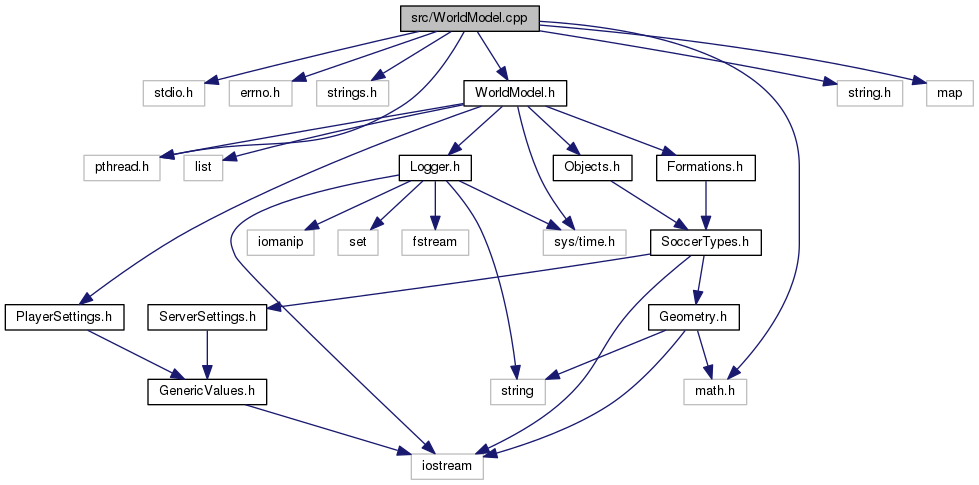 src/WorldModel.cpp
stdio.h
errno.h
strings.h
WorldModel.h
string.h
map
pthread.h
list
Logger.h
Objects.h
Formations.h
iomanip
set
fstream
sys/time.h
SoccerTypes.h
PlayerSettings.h
ServerSettings.h
Geometry.h
GenericValues.h
string
math.h
iostream